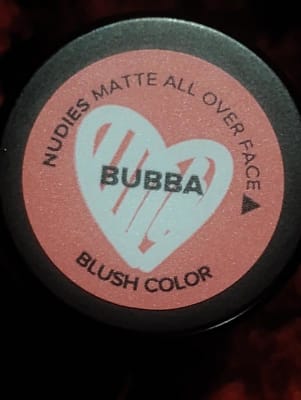 NUDIES MATTE ALL OVER FACE
BUBBA
BLUSH COLOR